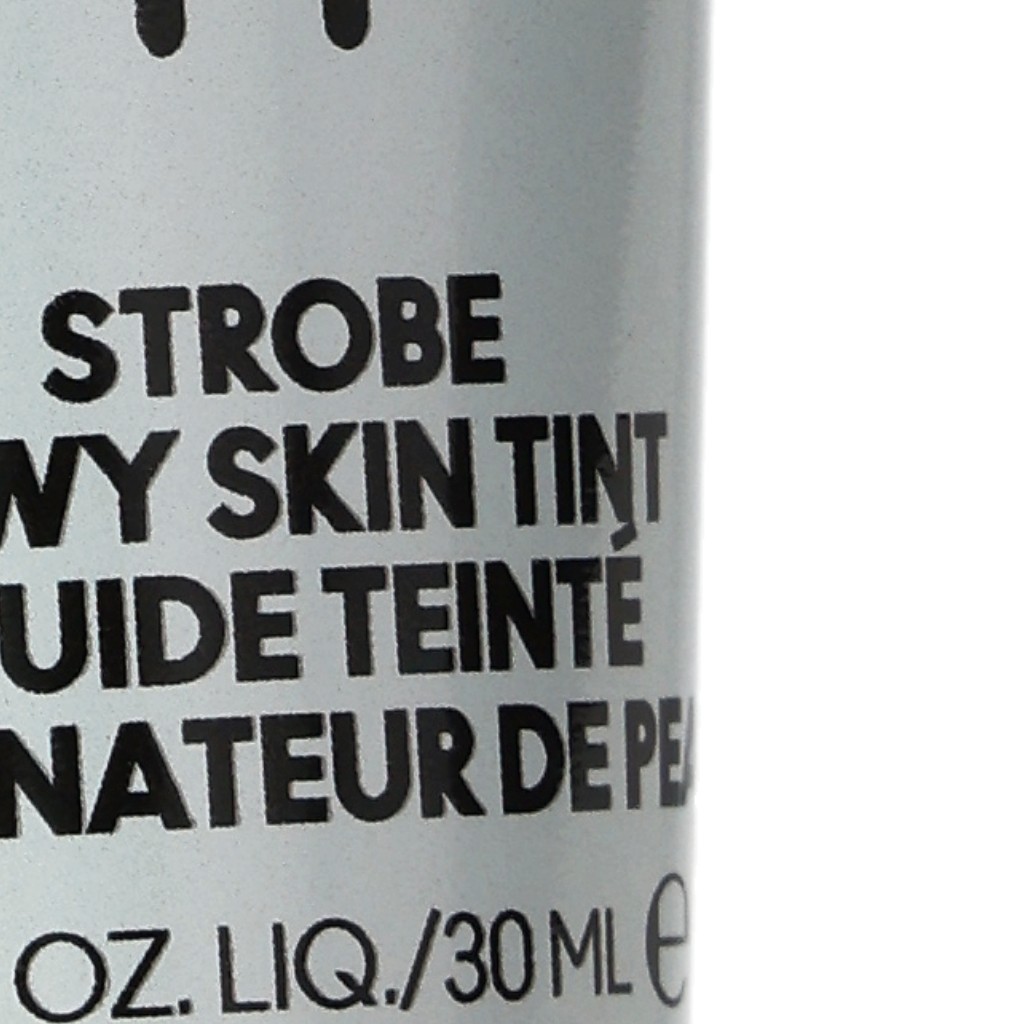 STROBE
WY SKIN TINT
UIDE TEINTÉ
NATEUR DE PEA
OZ. LIQ./30 ML e